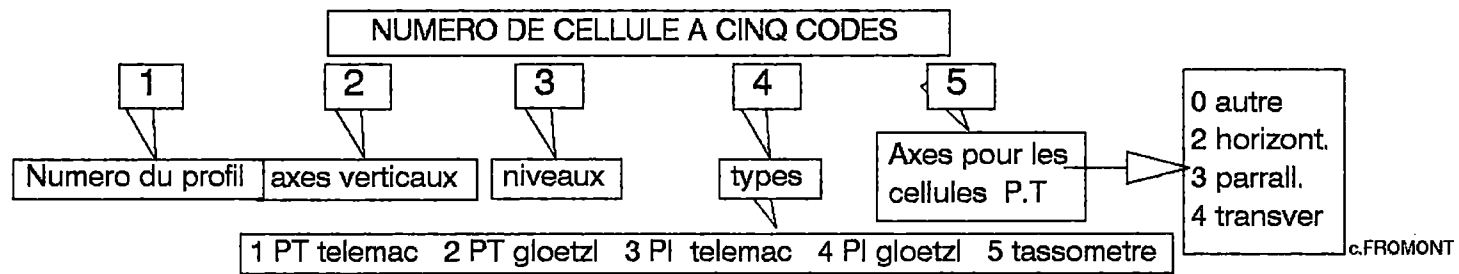 NUMERO DE CELLULE A CINQ CODES
1 2 3 4 5
Numero du profil axes verticaux niveaux types
Axes pour les
cellules P.T
0 autre
2 horizont.
3 parrall.
4 transver
1 PT telemac 2 PT gloetzl 3 PI telemac 4 PI gloetzl 5 tassometre
c.FROMONT